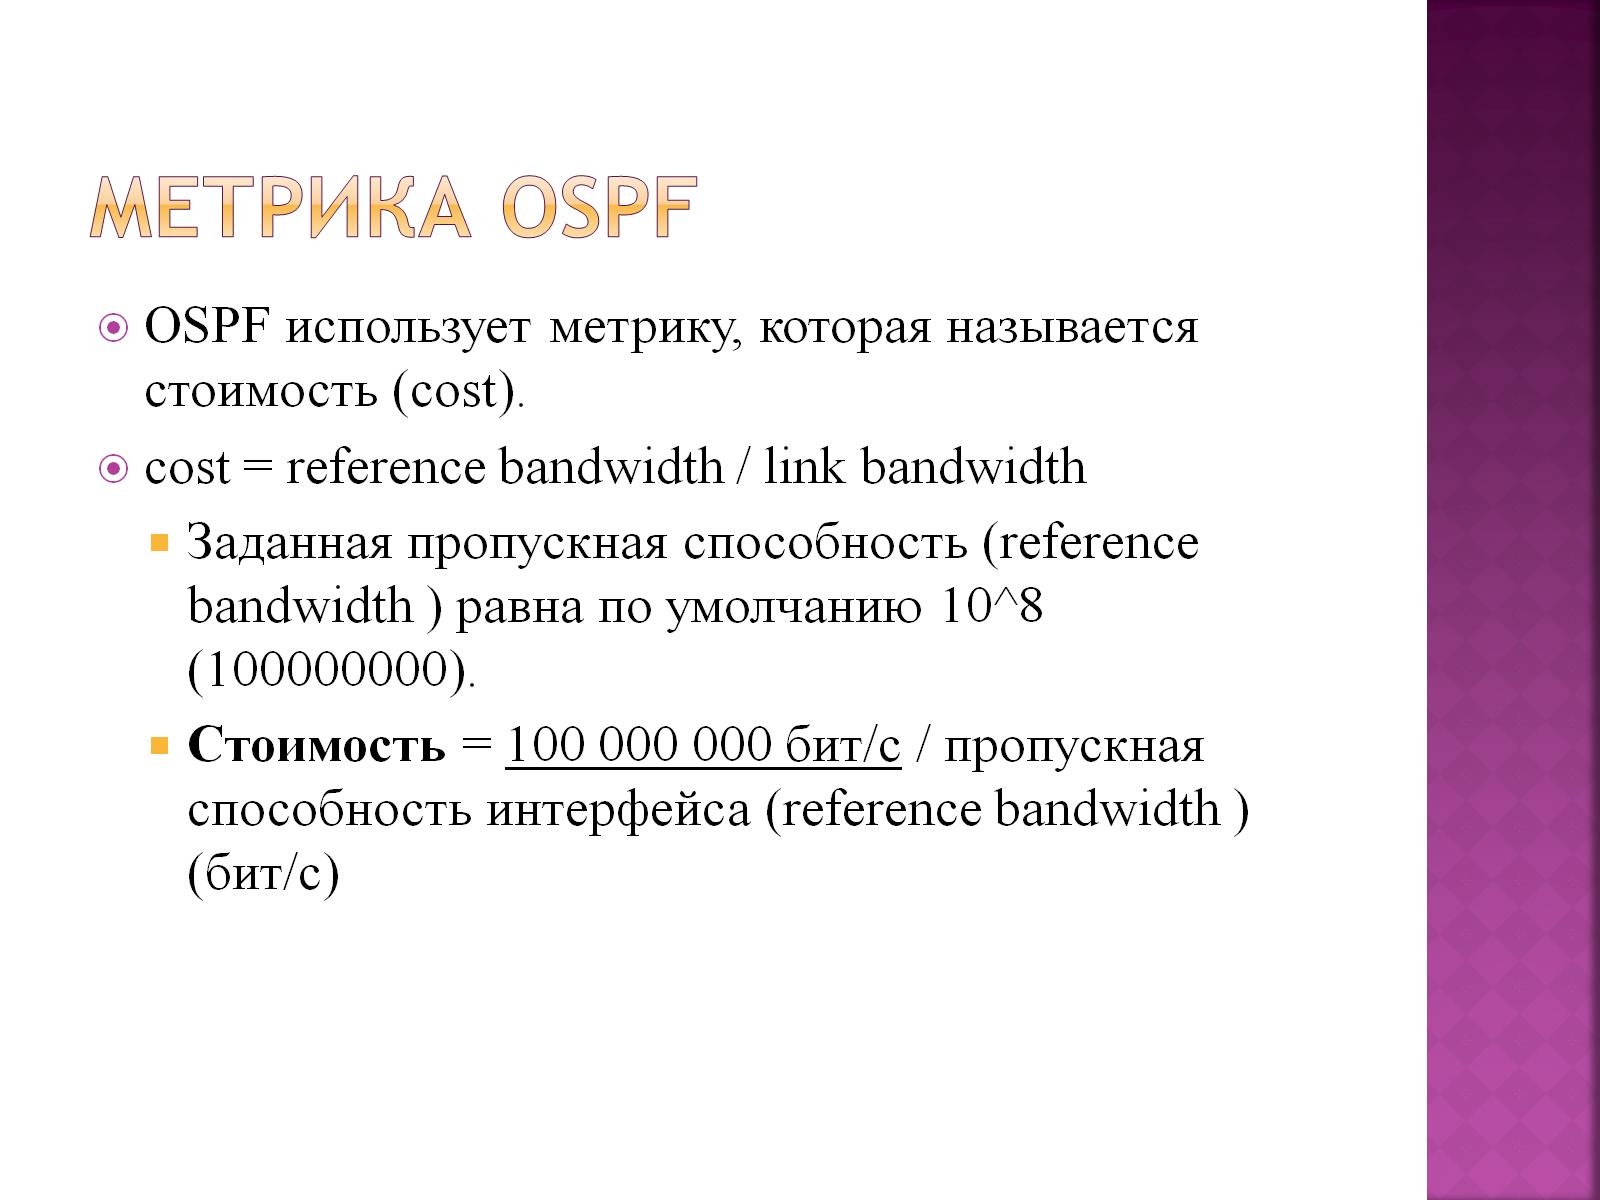 МЕТРИКА OSPF
OSPF использует метрику, которая называется
стоимость (cost).
cost = reference bandwidth / link bandwidth
Заданная пропускная способность (reference
bandwidth ) равна по умолчанию 10^8
(100000000).
Стоимость = 100 000 000 бит/с / пропускная
способность интерфейса (reference bandwidth )
(бит/с)